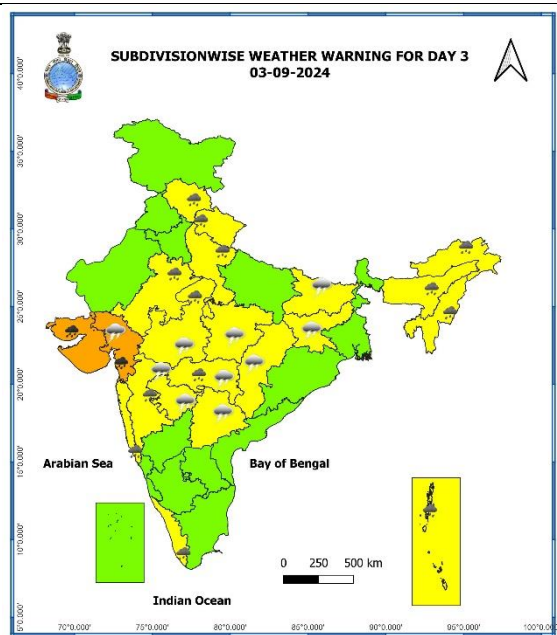 SUBDIVISIONWISE WEATHER WARNING FOR DAY 3
03-09-2024
40°0.000'
35°0.000'
30°0.000'
25°0.000'
20°0.000'
15°0.000'
10°0.000'
5°0.000'
Arabian Sea
Bay of Bengal
0 250 500 km
Indian Ocean
70°0.000' 75°0.000' 80°0.000' 85°0.000' 90°0.000' 95°0.000' 100°0.000'